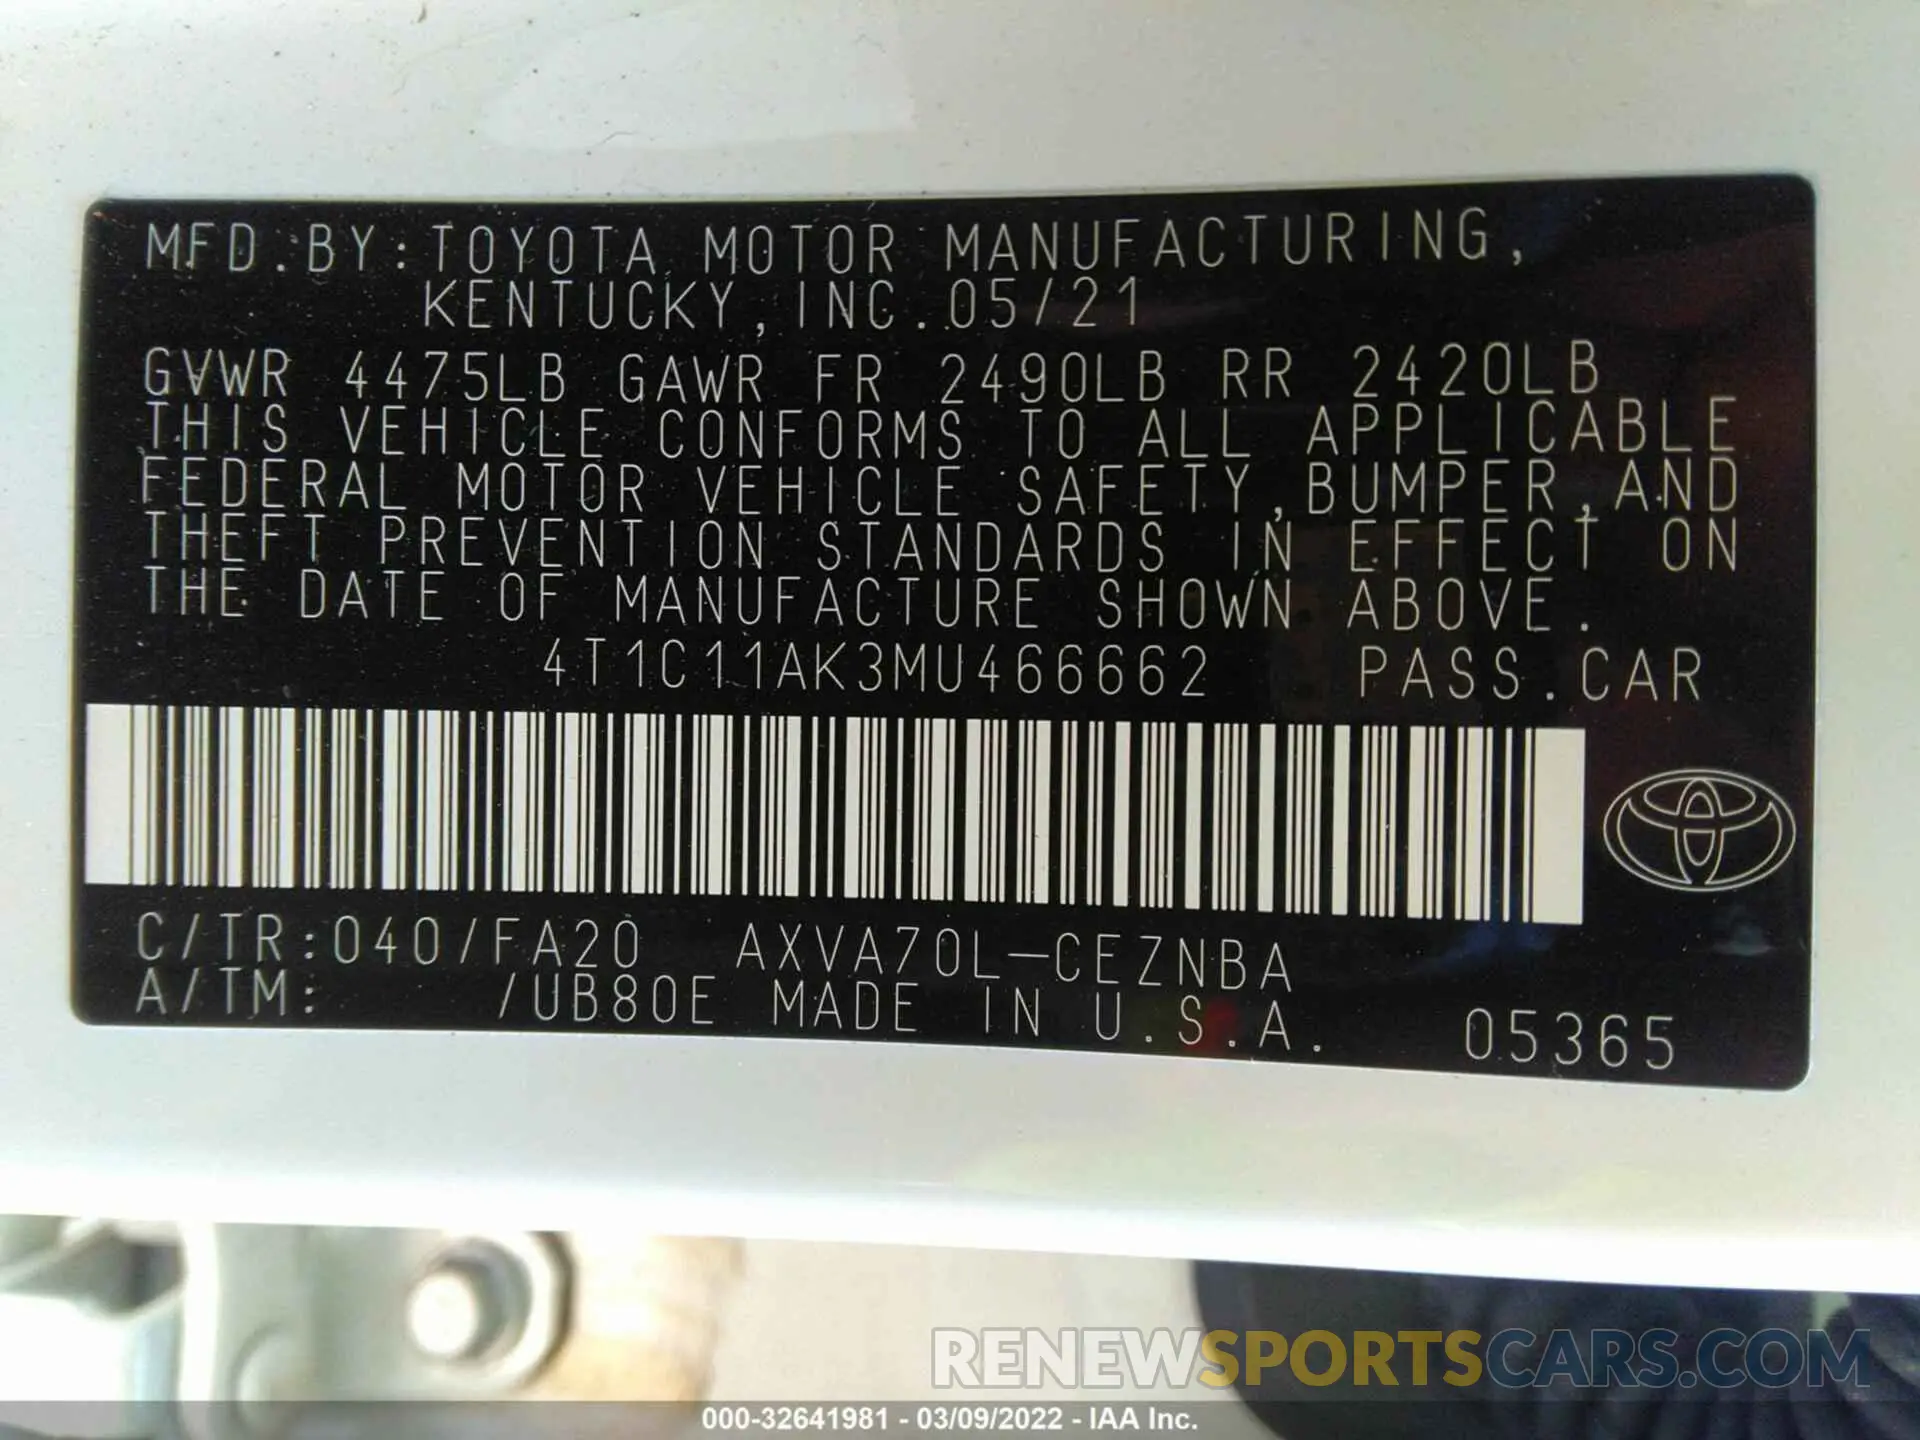 MFD.BY:TOYOTA MOTOR MANUFACTURING,
KENTUCKY,INC.05/21
GVWR 4475LB GAWR FR 2490LB RR 2420LB
THIS VEHICLE CONFORMS TO ALL APPLICABLE
FEDERAL MOTOR VEHICLE SAFETY,BUMPER,AND
THEFT PREVENTION STANDARDS IN EFFECT ON
THE DATE OF MANUFACTURE SHOWN ABOVE.
4T1C11AK3MU466662 PASS.CAR
C/TR:040/FA20 AXVA70L-CEZNBA
A/TM: /UB80E MADE IN U.S.A. 05365
RENEWSPORTSCARS.COM
000-32641981 - 03/09/2022 - IAA Inc.